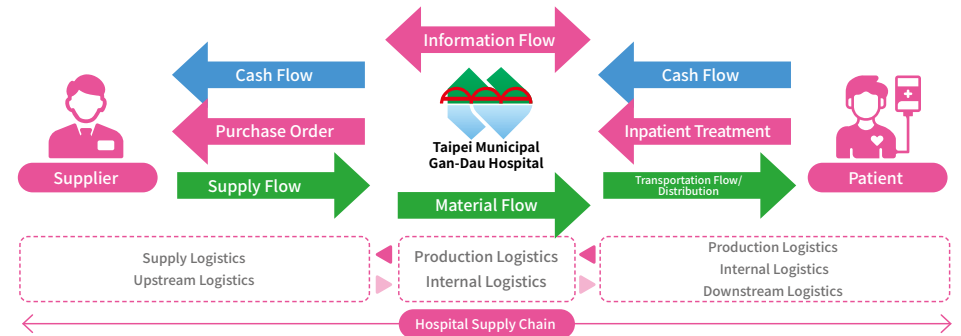 Information Flow
Cash Flow
Cash Flow
Purchase Order
Inpatient Treatment
Taipei Municipal
Gan-Dau Hospital
Supplier
Patient
Supply Flow
Transportation Flow/
Distribution
Material Flow
Supply Logistics
Upstream Logistics
Production Logistics
Internal Logistics
Production Logistics
Internal Logistics
Downstream Logistics
Hospital Supply Chain